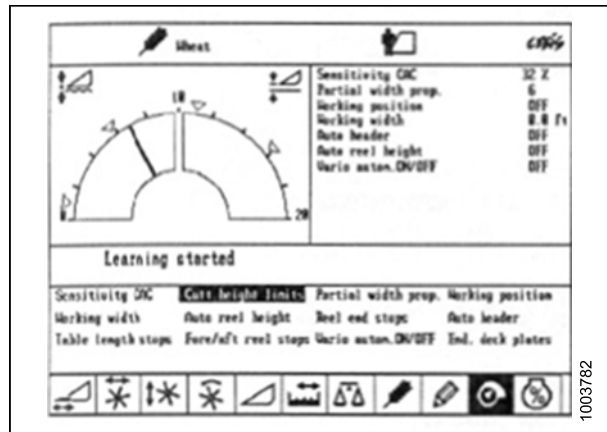 Wheat
CEBIS
Sensitivity CAC 32 %
Partial width prop. 6
Working position OFF
Working width 0.0 Ft
Auto header OFF
Auto reel height OFF
Vario autom.ON/OFF OFF
10
0
20
Learning started
Sensitivity CAC Cutt.height limits Partial width prop. Working position
Working width Auto reel height Reel end stops Auto header
Table length stops Fore/aft reel stops Vario autom.ON/OFF End. deck plates
%
1003782